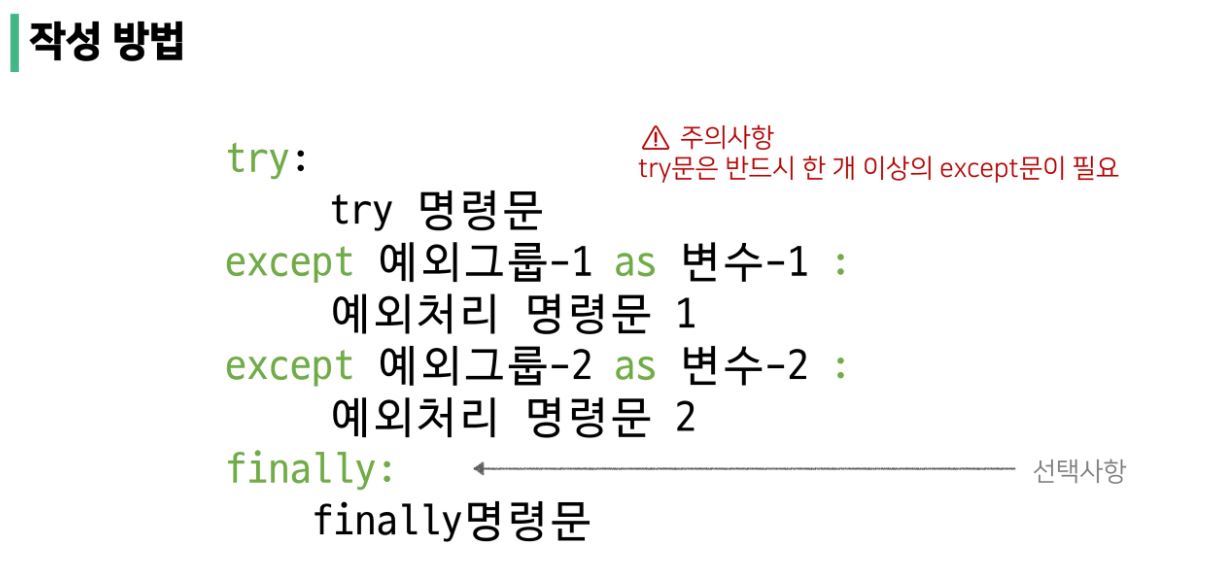 작성 방법
⚠ 주의사항
try문은 반드시 한 개 이상의 except문이 필요
try:
try 명령문
except 예외그룹-1 as 변수-1 :
예외처리 명령문 1
except 예외그룹-2 as 변수-2 :
예외처리 명령문 2
finally:
선택사항
finally명령문